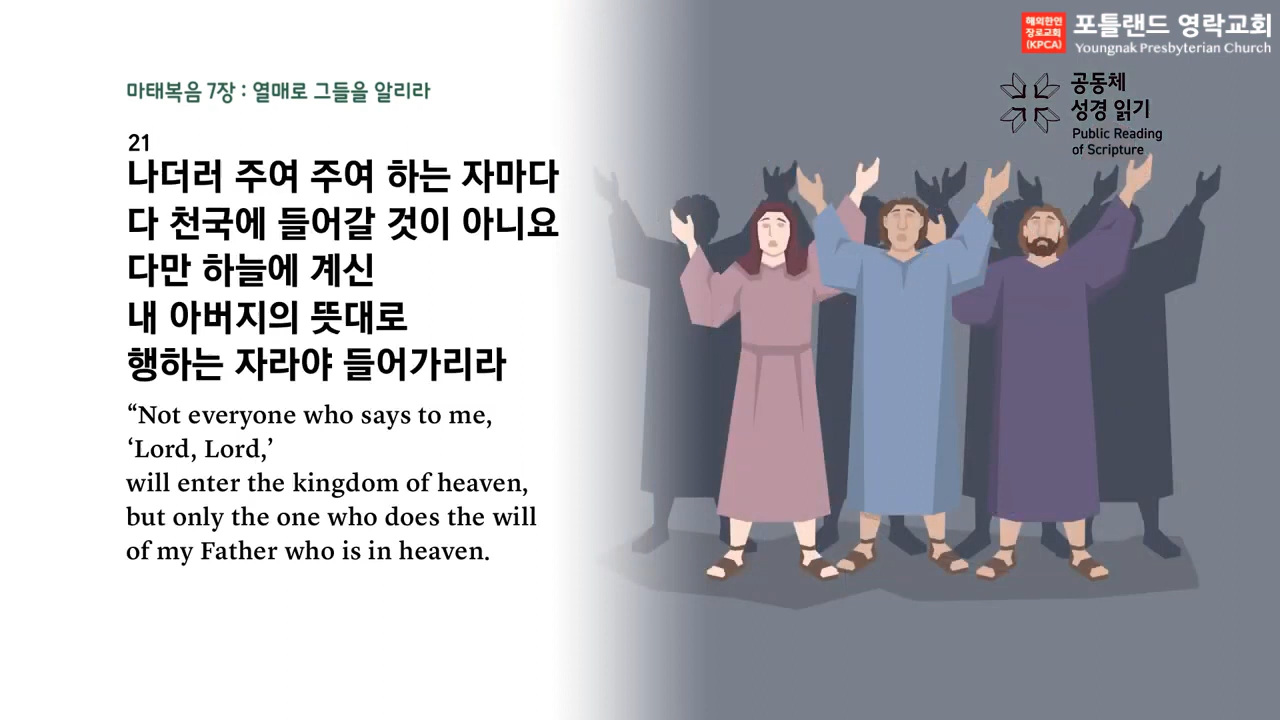 해외한인
장로교회
(KPCA)
포틀랜드 영락교회
Youngnak Presbyterian Church
공동체
성경 읽기
Public Reading
of Scripture
마태복음 7장 : 열매로 그들을 알리라
21
나더러 주여 주여 하는 자마다
다 천국에 들어갈 것이 아니요
다만 하늘에 계신
내 아버지의 뜻대로
행하는 자라야 들어가리라
“Not everyone who says to me,
‘Lord, Lord,’
will enter the kingdom of heaven,
but only the one who does the will
of my Father who is in heaven.